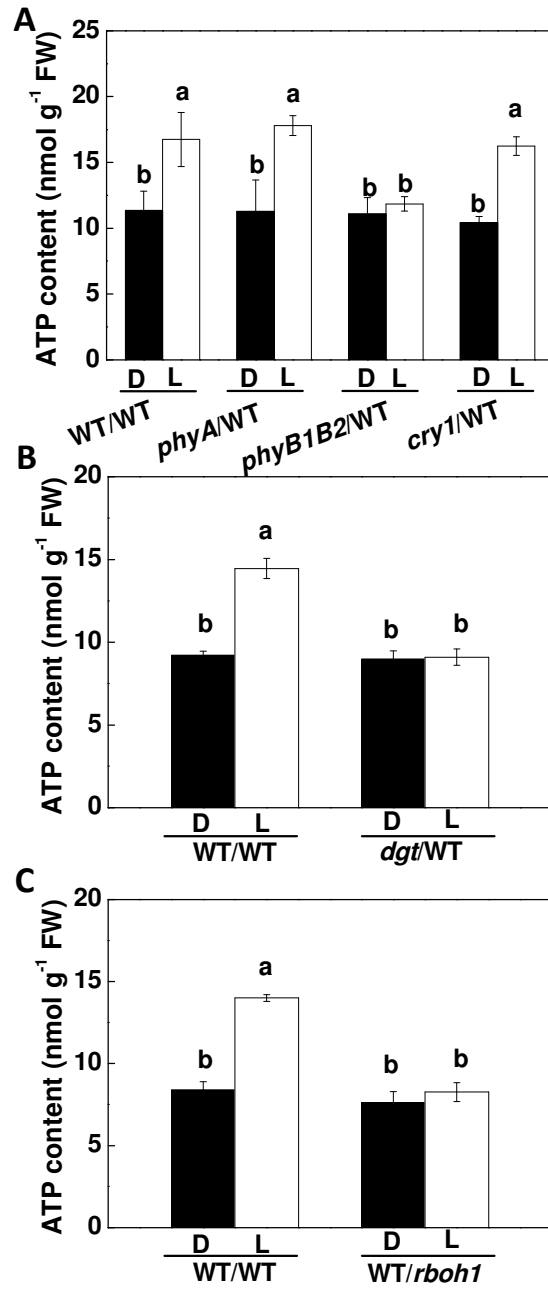 A
ATP content (nmol g⁻¹ FW)
25
20
15
10
5
0
b a b a b b b a
D L D L D L D L
WT/WT phyA/WT phyB1B2/WT cry1/WT
B
ATP content (nmol g⁻¹ FW)
20
15
10
5
0
b a b b
D L D L
WT/WT dgt/WT
C
ATP content (nmol g⁻¹ FW)
20
15
10
5
0
b a b b
D L D L
WT/WT WT/rboh1